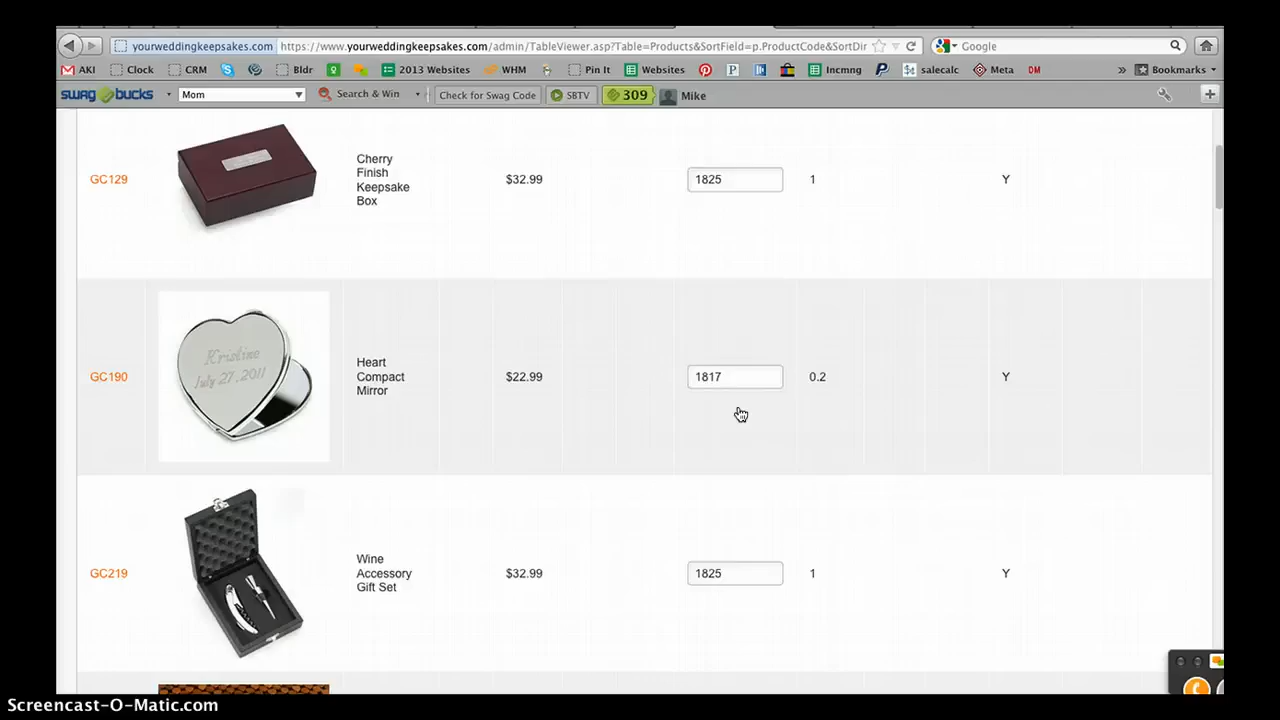 yourweddingkeepsakes.com https://www.yourweddingkeepsakes.com/admin/TableViewer.asp?Table=Products&SortField=p.ProductCode&SortDir Google
AKI Clock CRM Bldr 2013 Websites WHM Pin It Websites Incmng salecalc Meta DM » Bookmarks
swagbucks Mom Search & Win Check for Swag Code SBTV 309 Mike
GC129
Cherry
Finish
Keepsake
Box
$32.99 1825 1 Y
GC190
Kristine
July 27, 2011
Heart
Compact
Mirror
$22.99 1817 0.2 Y
GC219
Wine
Accessory
Gift Set
$32.99 1825 1 Y
Screencast-O-Matic.com